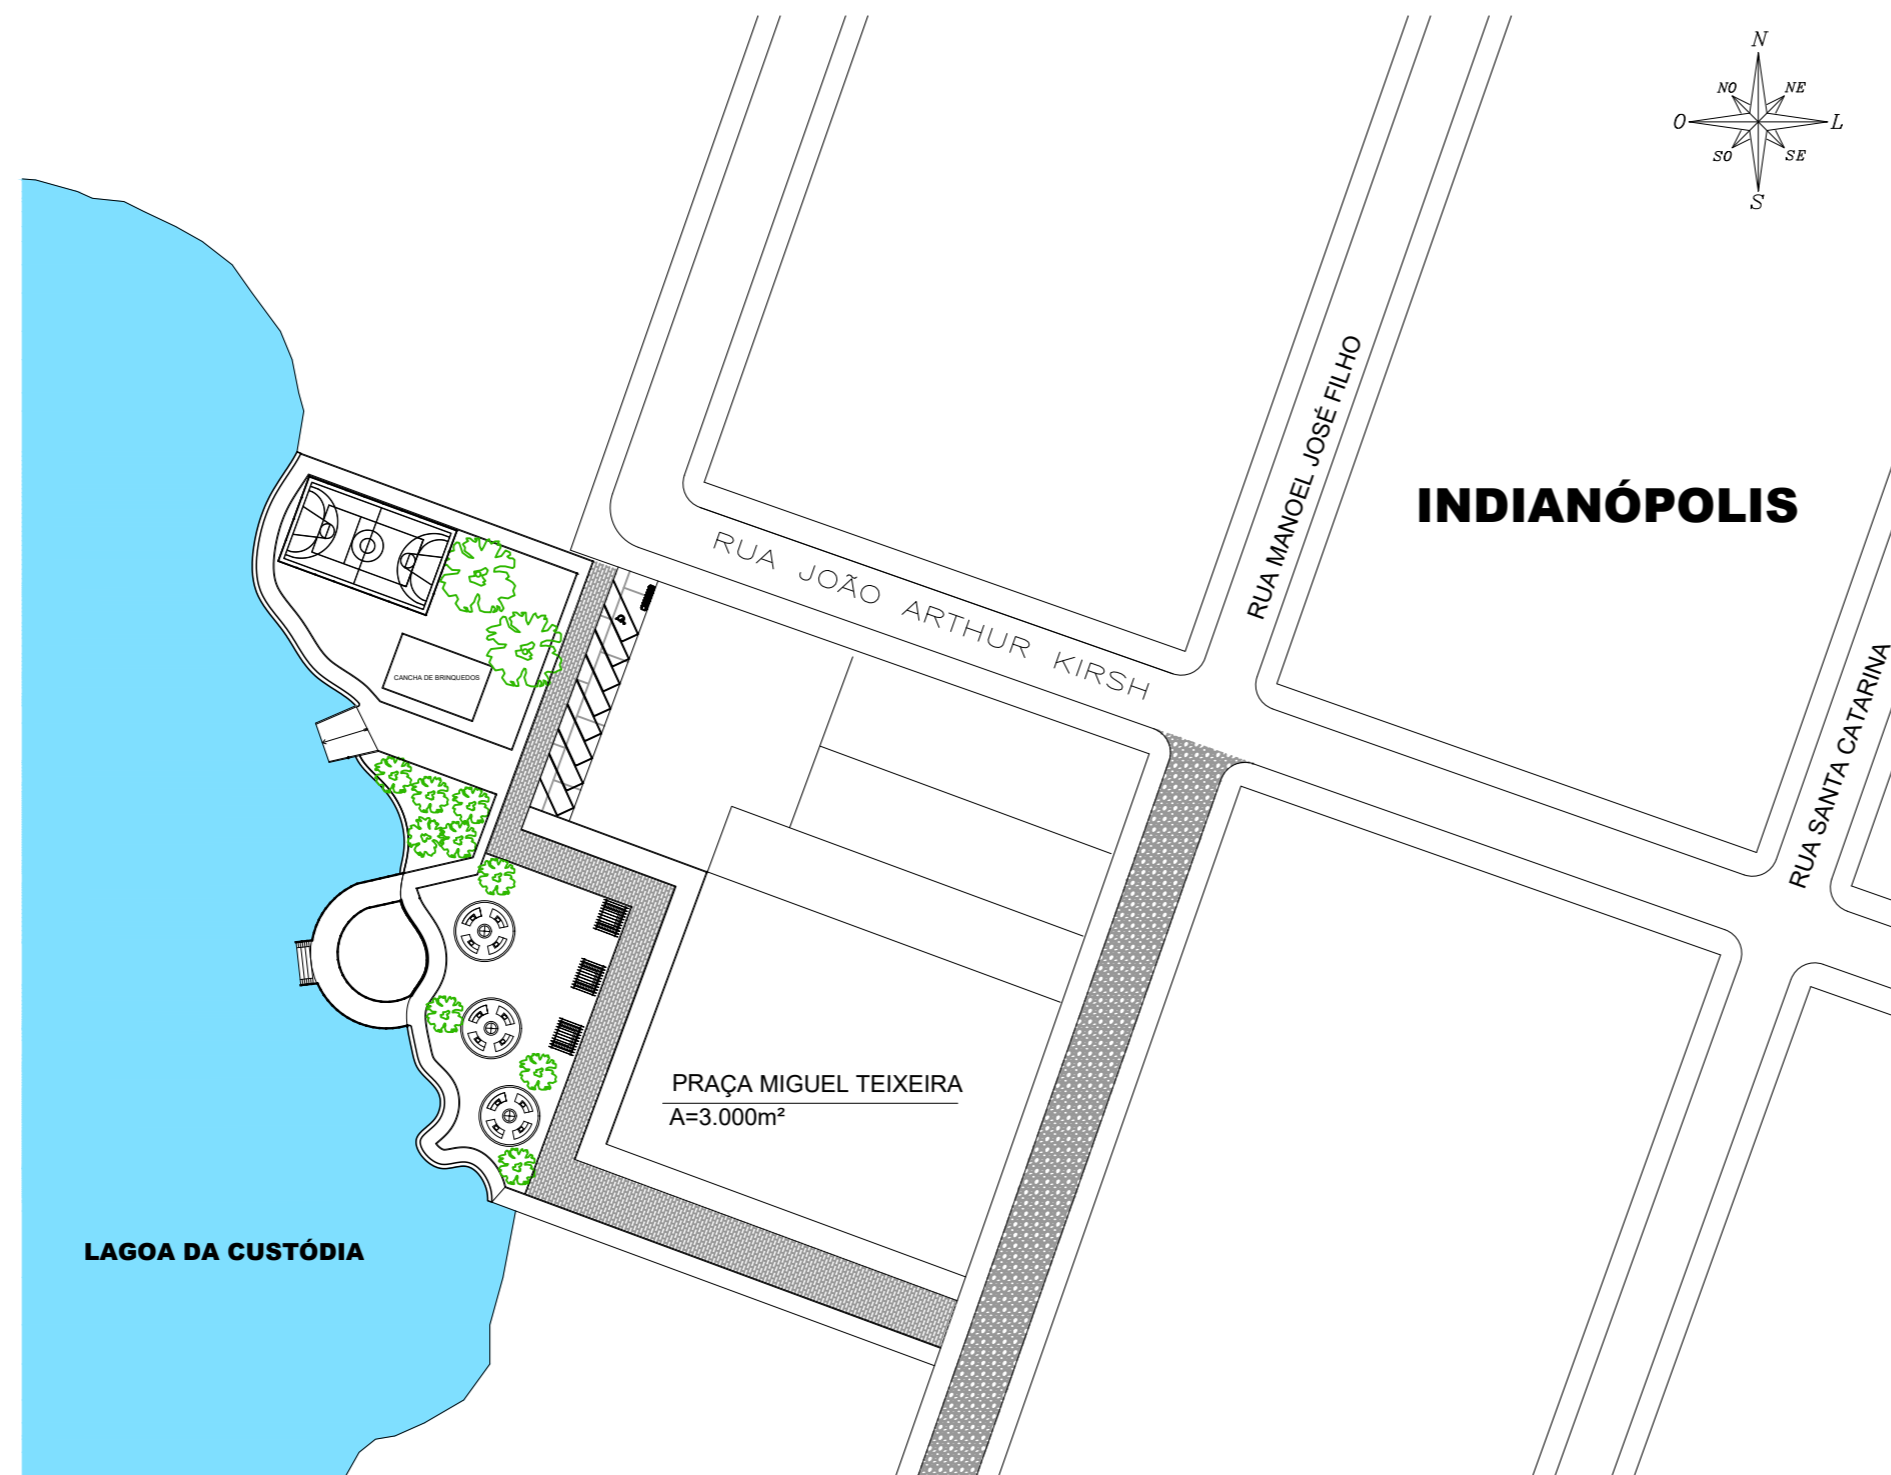 N
NO
NE
O
L
SO
SE
S
RUA MANOEL JOSÉ FILHO
INDIANÓPOLIS
RUA JOÃO ARTHUR KIRSH
RUA SANTA CATARINA
CANCHA DE BRINQUEDOS
PRAÇA MIGUEL TEIXEIRA
A=3.000m²
LAGOA DA CUSTÓDIA